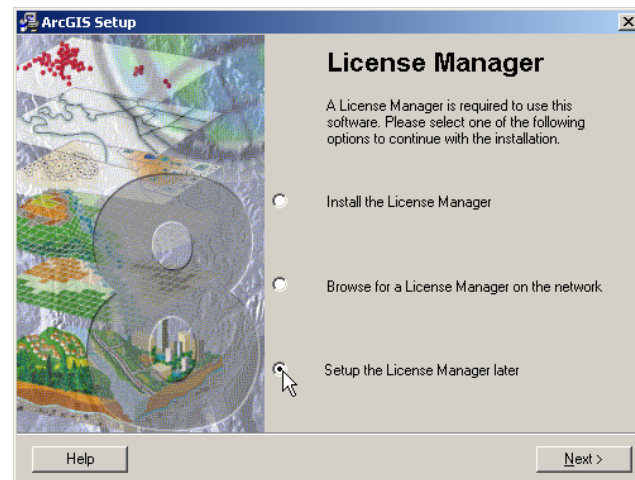 ArcGIS Setup
License Manager
A License Manager is required to use this
software. Please select one of the following
options to continue with the installation.
Install the License Manager
Browse for a License Manager on the network
Setup the License Manager later
Help
Next >